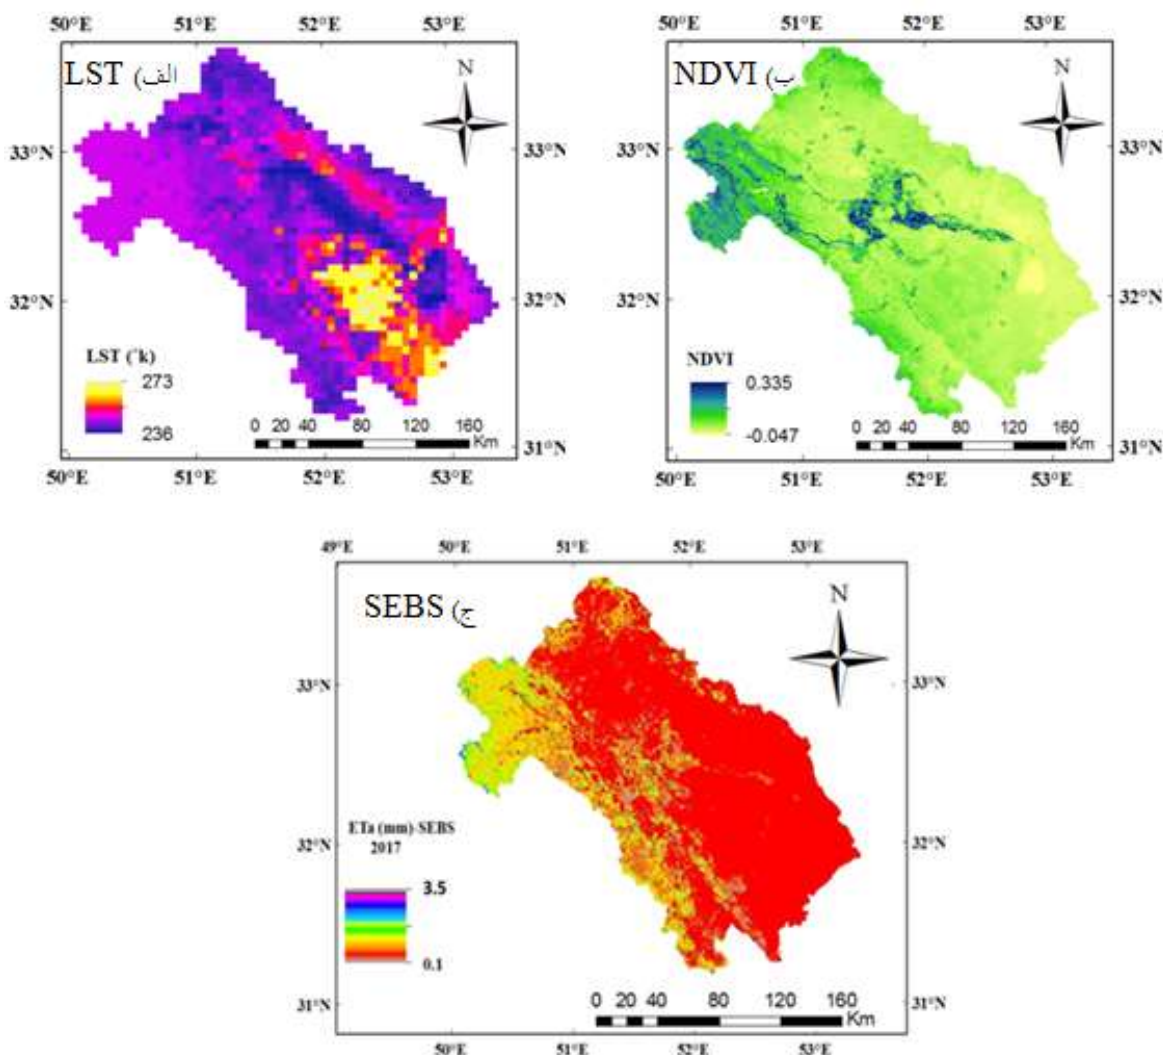 50°E 51°E 52°E 53°E
الف) LST
N
33°N 33°N
32°N 32°N
LST (°k)
273
236
0 20 40 80 120 160
Km
31°N
50°E 51°E 52°E 53°E
50°E 51°E 52°E 53°E
ب) NDVI
N
33°N 33°N
32°N 32°N
NDVI
0.335
-0.047
0 20 40 80 120 160
Km
31°N 31°N
50°E 51°E 52°E 53°E
49°E 50°E 51°E 52°E 53°E
ج) SEBS
N
33°N 33°N
32°N 32°N
ETa (mm)-SEBS
2017
3.5
0.1
0 20 40 80 120 160
Km
31°N 31°N
50°E 51°E 52°E 53°E